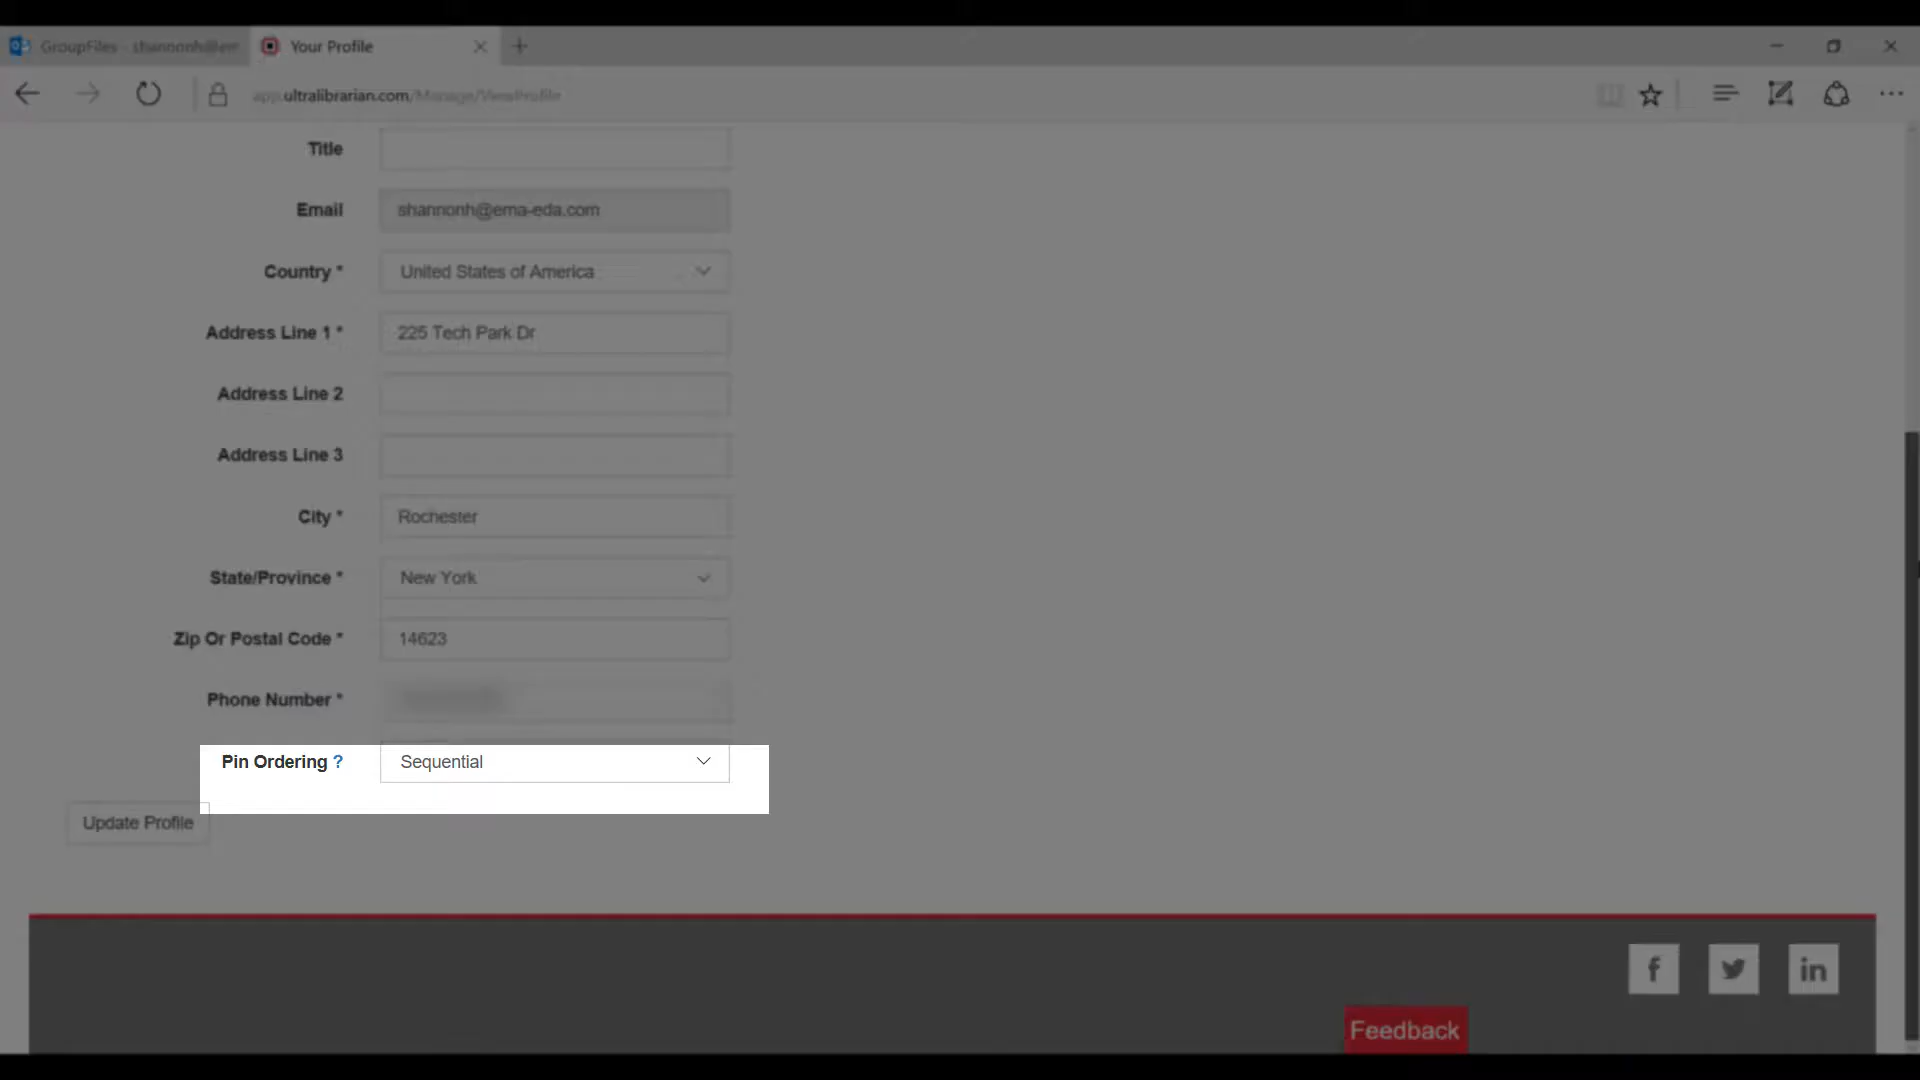 GroupFiles - shannonh@em
Your Profile
app.ultralibrarian.com/Manage/ViewProfile
Title
Email shannonh@ema-eda.com
Country * United States of America
Address Line 1 * 225 Tech Park Dr
Address Line 2
Address Line 3
City * Rochester
State/Province * New York
Zip Or Postal Code * 14623
Phone Number *
Pin Ordering ? Sequential
Update Profile
Feedback